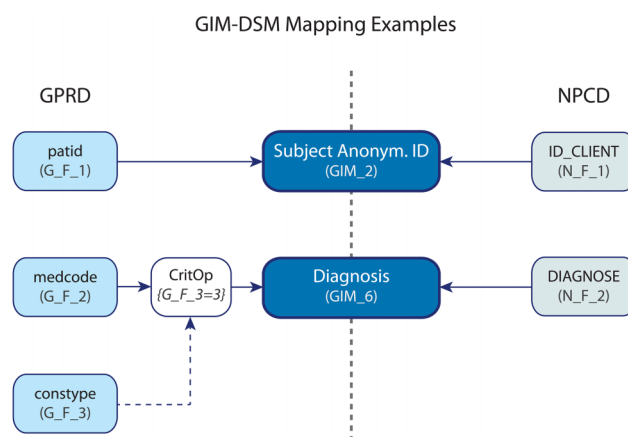 GIM-DSM Mapping Examples
GPRD
NPCD
patid
(G_F_1)
Subject Anonym. ID
(GIM_2)
ID_CLIENT
(N_F_1)
medcode
(G_F_2)
CritOp
{G_F_3=3}
Diagnosis
(GIM_6)
DIAGNOSE
(N_F_2)
constype
(G_F_3)